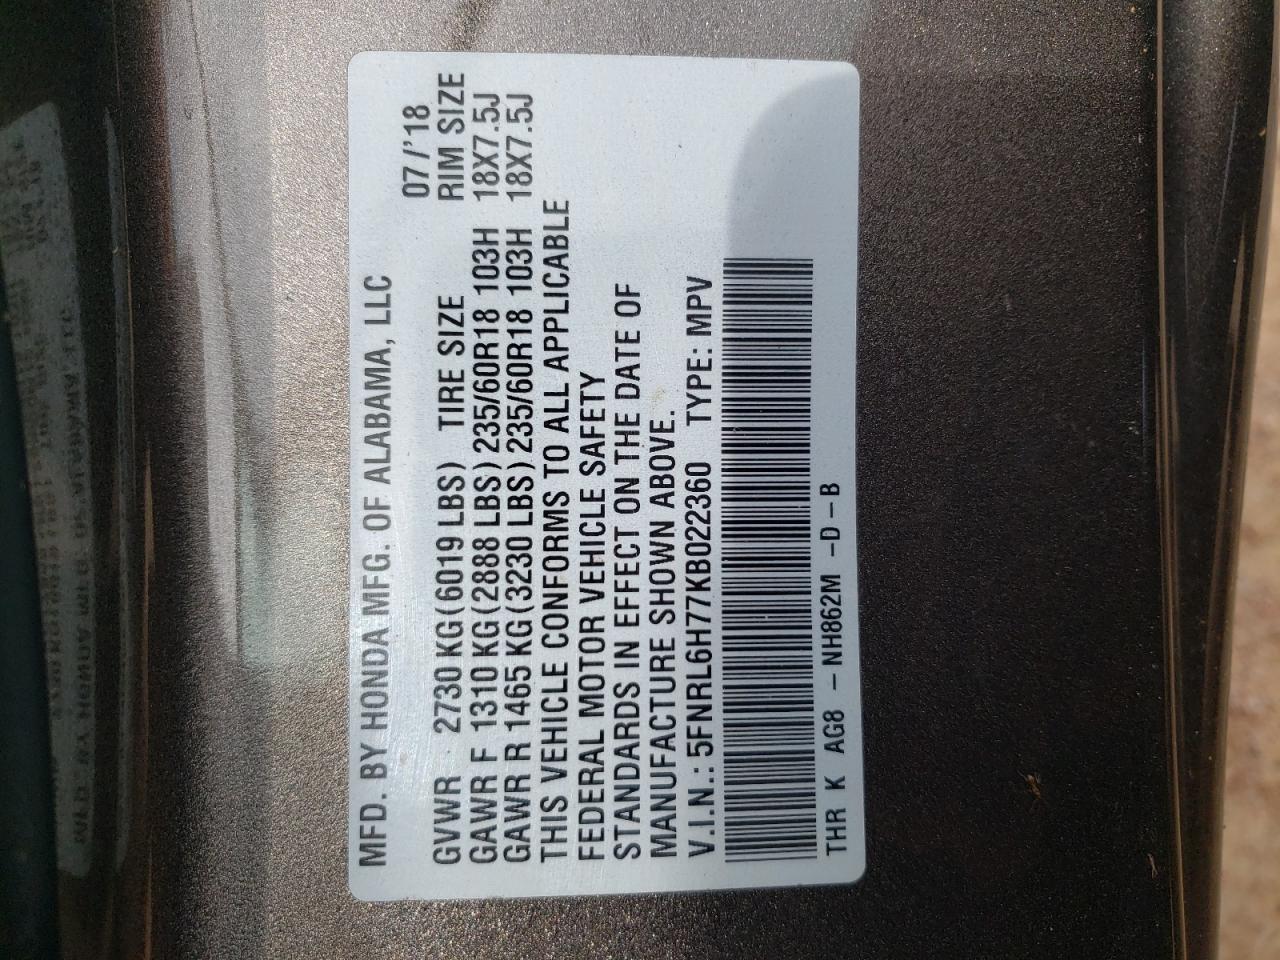 MFD. BY HONDA MFG. OF ALABAMA, LLC
07/'18
GVWR 2730 KG(6019 LBS) TIRE SIZE RIM SIZE
GAWR F 1310 KG(2888 LBS) 235/60R18 103H 18X7.5J
GAWR R 1465 KG(3230 LBS) 235/60R18 103H 18X7.5J
THIS VEHICLE CONFORMS TO ALL APPLICABLE
FEDERAL MOTOR VEHICLE SAFETY
STANDARDS IN EFFECT ON THE DATE OF
MANUFACTURE SHOWN ABOVE.
V.I.N.: 5FNRL6H77KB022360 TYPE: MPV
THR K AG8 - NH862M -D-B